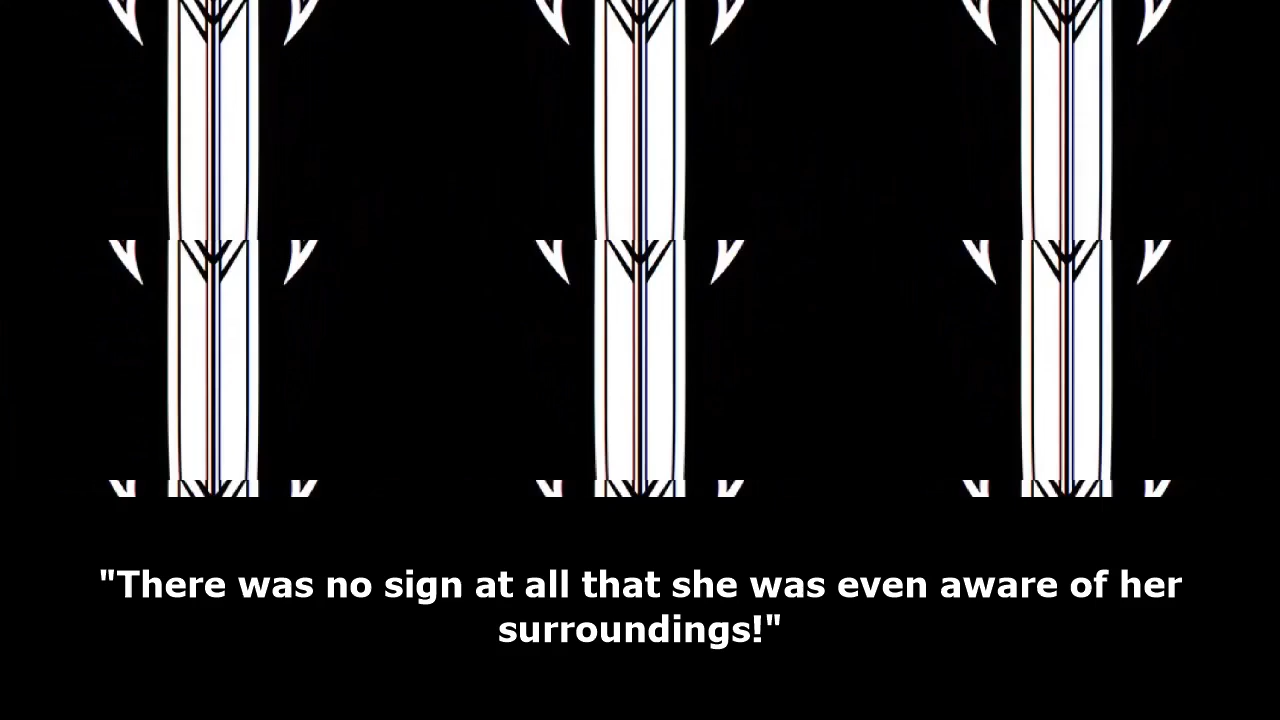 "There was no sign at all that she was even aware of her
surroundings!"